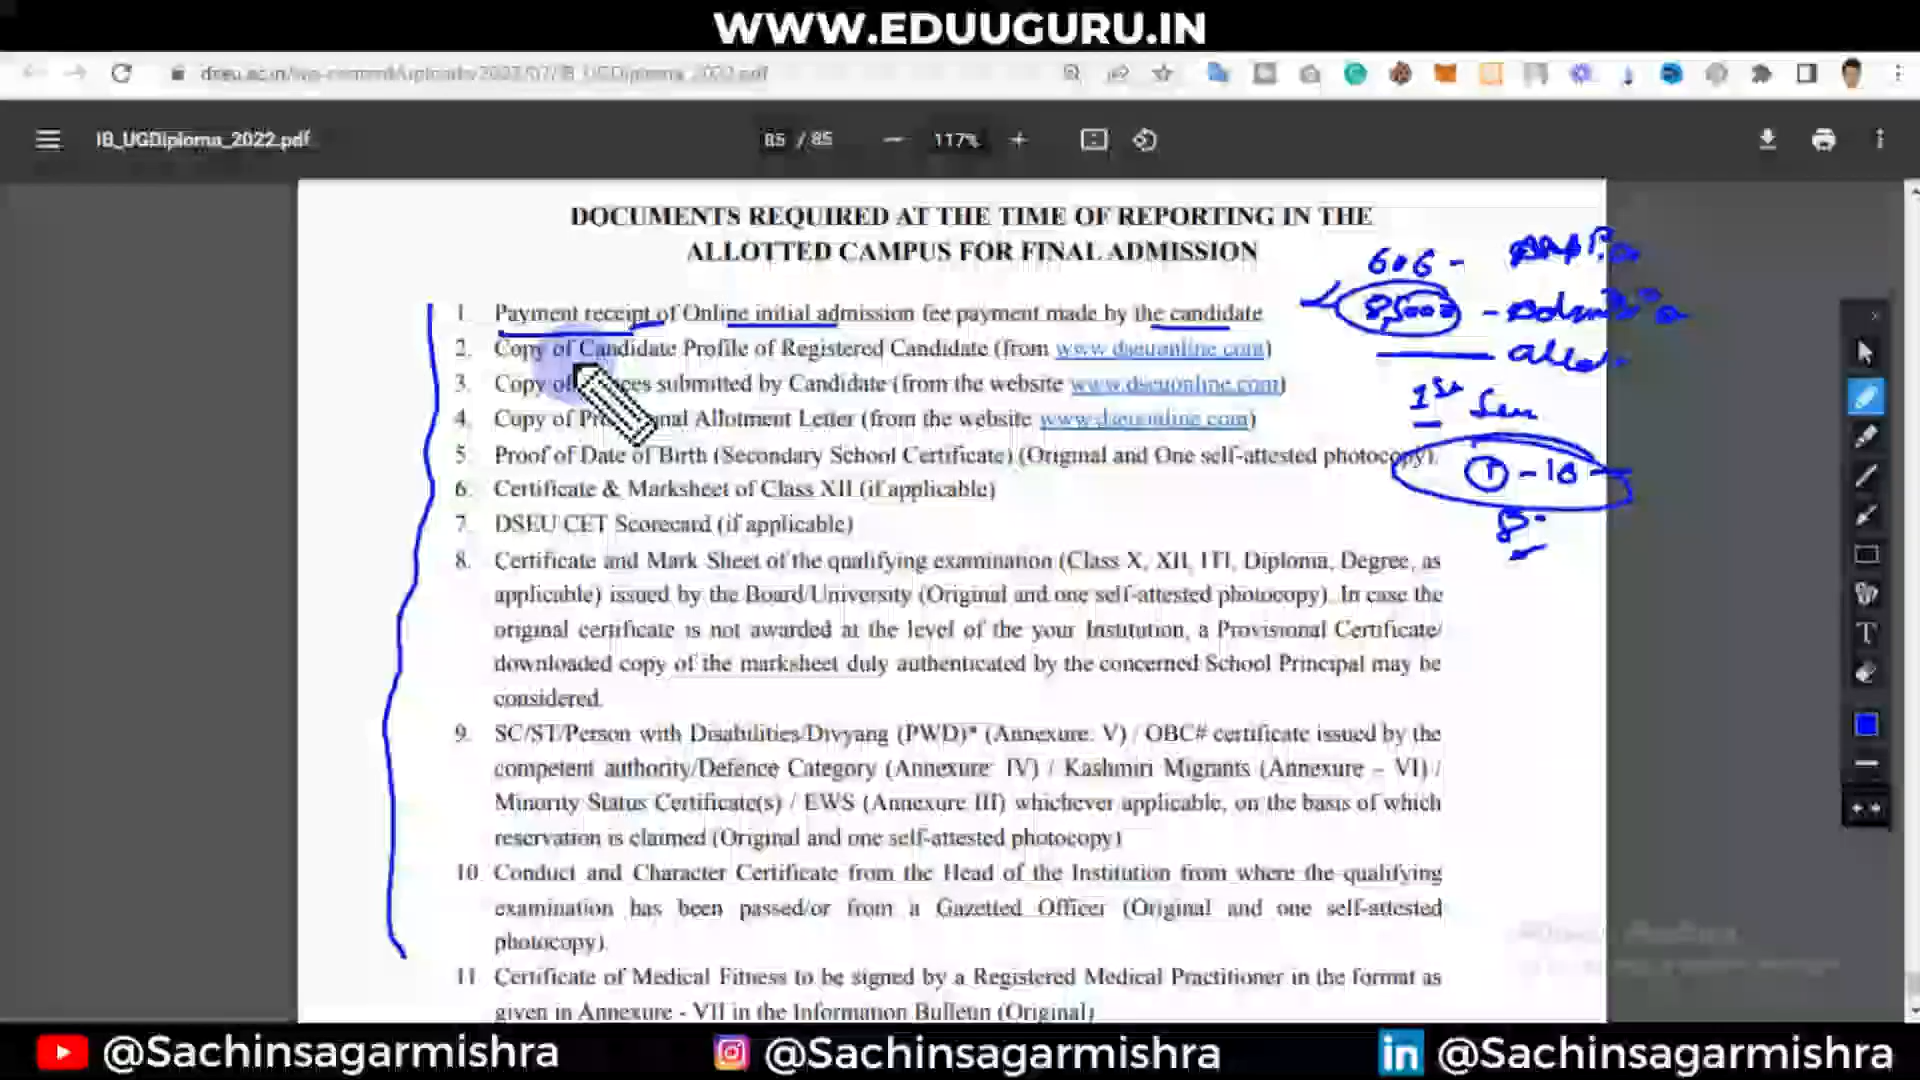 WWW.EDUUGURU.IN
IB_UGDiploma_2022.pdf
85 / 85
117%
DOCUMENTS REQUIRED AT THE TIME OF REPORTING IN THE
ALLOTTED CAMPUS FOR FINAL ADMISSION
606 -
8,500
1st Sem
1. Payment receipt of Online initial admission fee payment made by the candidate
2. Copy of Candidate Profile of Registered Candidate (from www.dseuonline.com)
3. Copy of submitted by Candidate (from the website www.dseuonline.com)
4. Copy of Allotment Letter (from the website www.dseuonline.com)
5. Proof of Date of Birth (Secondary School Certificate) (Original and One self-attested photocopy).
6. Certificate & Marksheet of Class XII (if applicable)
7. DSEU CET Scorecard (if applicable)
8. Certificate and Mark Sheet of the qualifying examination (Class X, XII, ITI, Diploma, Degree, as
applicable) issued by the Board/University (Original and one self-attested photocopy). In case the
original certificate is not awarded at the level of the your Institution, a Provisional Certificate/
downloaded copy of the marksheet duly authenticated by the concerned School Principal may be
considered.
9. SC/ST/Person with Disabilities/Divyang (PWD)* (Annexure. V) / OBC# certificate issued by the
competent authority/Defence Category (Annexure IV) / Kashmiri Migrants (Annexure – VI) /
Minority Status Certificate(s) / EWS (Annexure III) whichever applicable, on the basis of which
reservation is claimed (Original and one self-attested photocopy)
10. Conduct and Character Certificate from the Head of the Institution from where the qualifying
examination has been passed/or from a Gazetted Officer (Original and one self-attested
photocopy).
11. Certificate of Medical Fitness to be signed by a Registered Medical Practitioner in the format as
given in Annexure - VII in the Information Bulletin (Original)
@Sachinsagarmishra
@Sachinsagarmishra
@Sachinsagarmishra